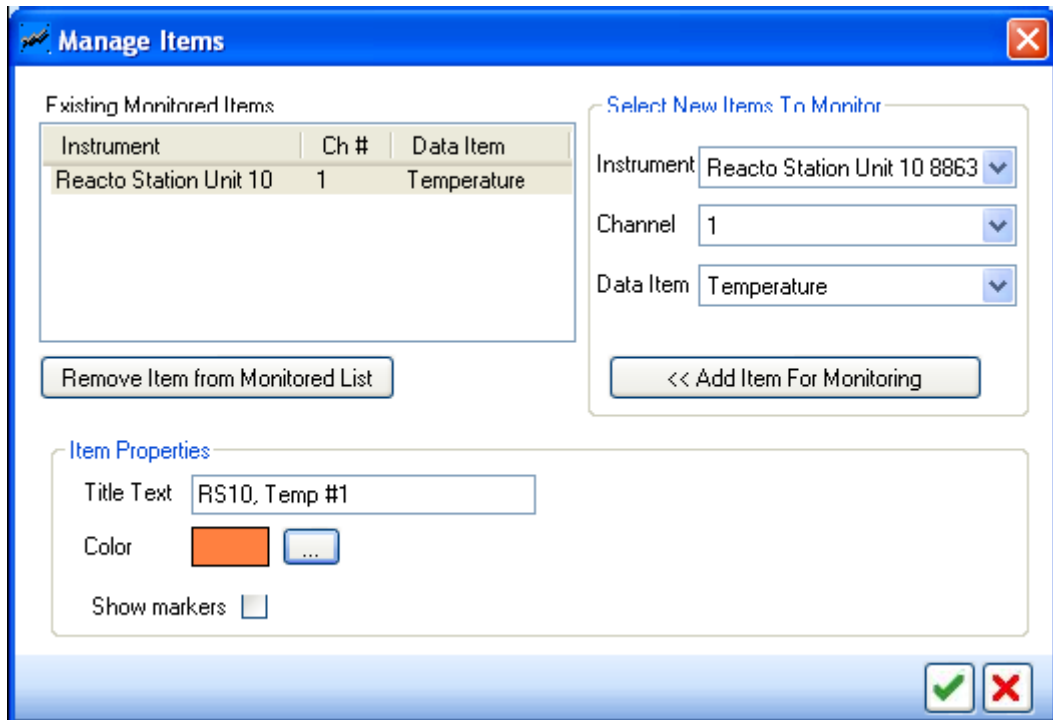 Manage Items
Existing Monitored Items
Instrument Ch # Data Item
Reacto Station Unit 10 1 Temperature
Remove Item from Monitored List
Select New Items To Monitor
Instrument Reacto Station Unit 10 8863
Channel 1
Data Item Temperature
<< Add Item For Monitoring
Item Properties
Title Text RS10, Temp #1
Color ...
Show markers